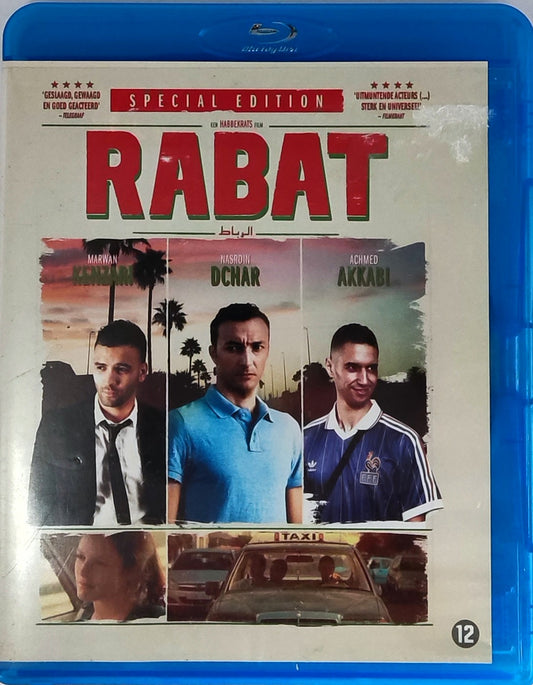 Blu-ray Disc
★★★★
'GESLAAGD, GEWAAGD
EN GOED GEACTEERD'
- TELEGRAAF
SPECIAL EDITION
★★★★
'UITMUNTENDE ACTEURS (...)
STERK EN UNIVERSEEL'
- FILMKRANT
EEN HABBEKRATS FILM
RABAT
الرباط
MARWAN
KENZARI
NASRDIN
DCHAR
ACHMED
AKKABI
F F F
TAXI
12